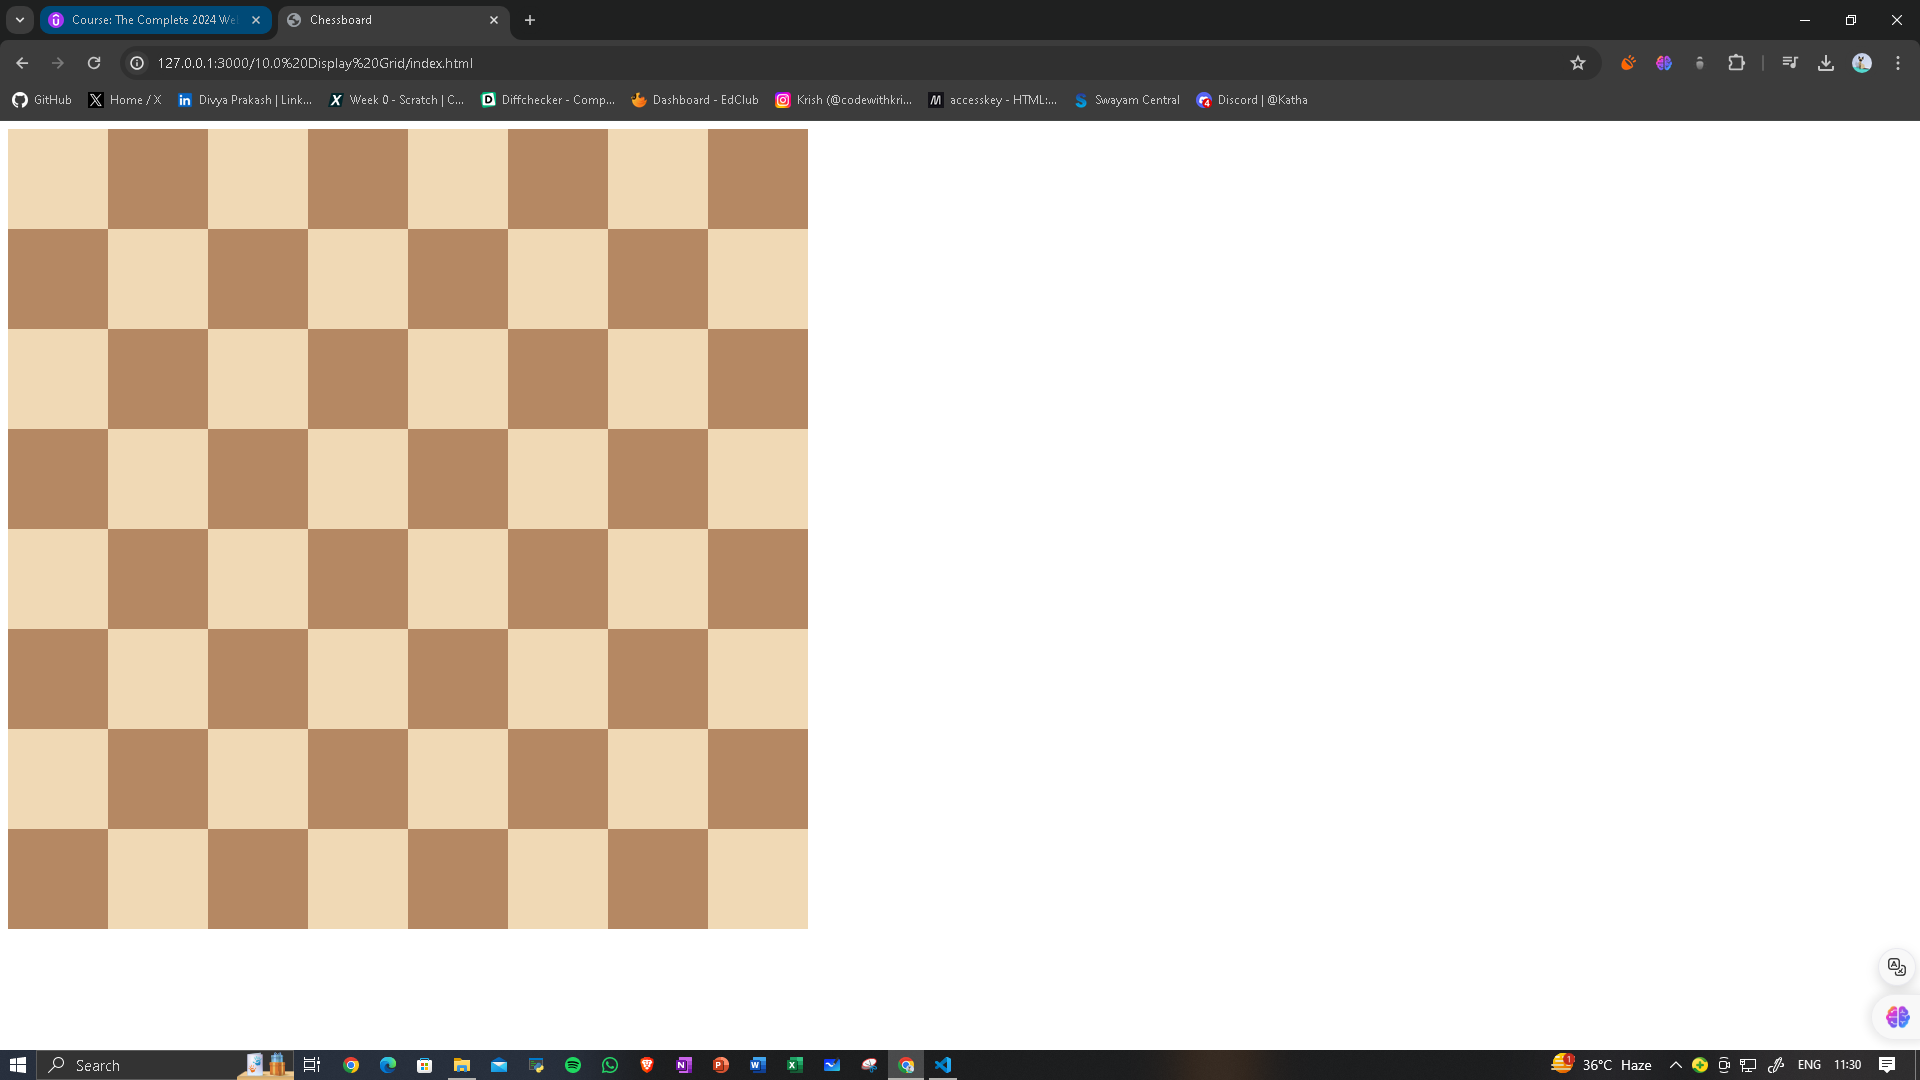 Course: The Complete 2024 We
Chessboard
127.0.0.1:3000/10.0%20Display%20Grid/index.html
GitHub
Home / X
Divya Prakash | Link...
Week 0 - Scratch | C...
Diffchecker - Comp...
Dashboard - EdClub
Krish (@codewithkri...
accesskey - HTML:...
Swayam Central
Discord | @Katha
Search
36°C Haze
ENG
11:30